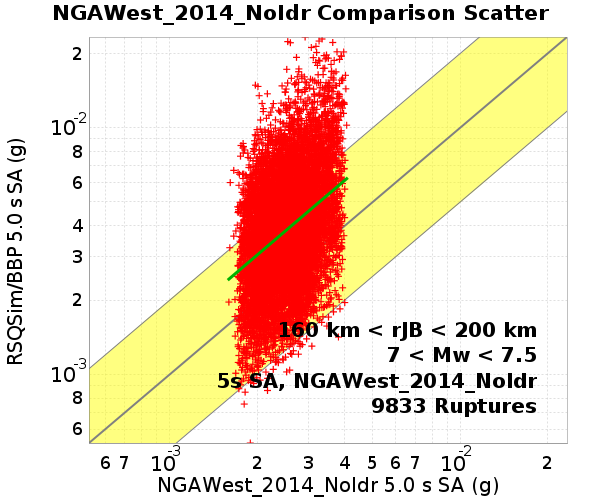 NGAWest_2014_NoIdr Comparison Scatter
RSQSim/BBP 5.0 s SA (g)
2
10-2
8
6
4
3
2
10-3
8
6
160 km < rJB < 200 km
7 < Mw < 7.5
5s SA, NGAWest_2014_NoIdr
9833 Ruptures
6 7 10-3 2 3 4 5 6 7 10-2 2
NGAWest_2014_NoIdr 5.0 s SA (g)